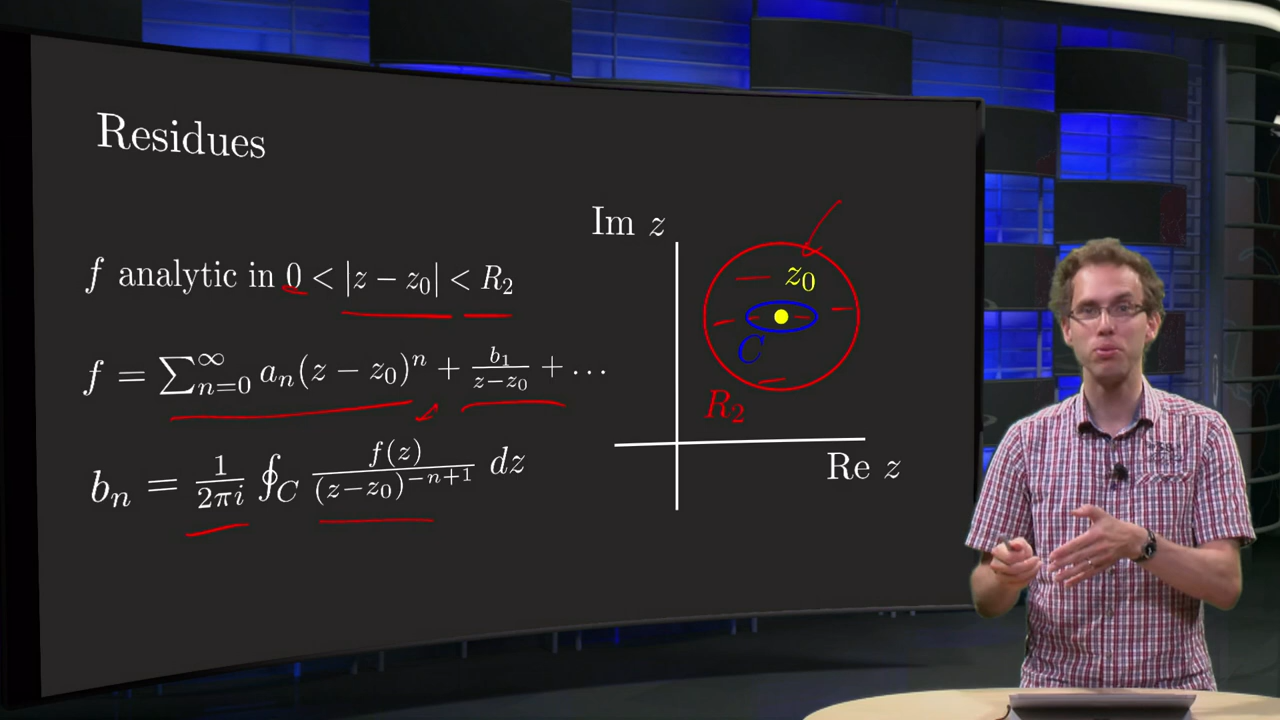 Residues
f analytic in 0 < |z − z₀| < R₂
f = ∑_{n=0}^{∞} aₙ(z − z₀)ⁿ + b₁/(z−z₀) + ⋯
bₙ = 1/(2πi) ∮_C f(z)/(z−z₀)^{−n+1} dz
Im z
z₀
C
R₂
Re z